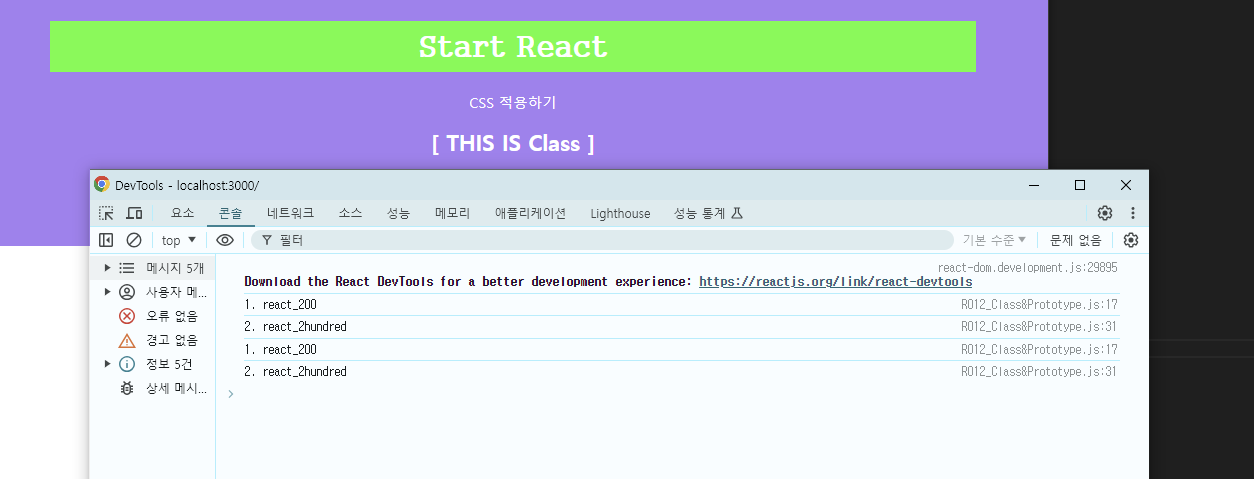 Start React
CSS 적용하기
[ THIS IS Class ]
DevTools - localhost:3000/
요소 콘솔 네트워크 소스 성능 메모리 애플리케이션 Lighthouse 성능 통계
top 필터 기본 수준 문제 없음
메시지 5개
사용자 메...
오류 없음
경고 없음
정보 5건
상세 메시...
react-dom.development.js:29895
Download the React DevTools for a better development experience: https://reactjs.org/link/react-devtools
1. react_200 R012_Class&Prototype.js:17
2. react_2hundred R012_Class&Prototype.js:31
1. react_200 R012_Class&Prototype.js:17
2. react_2hundred R012_Class&Prototype.js:31